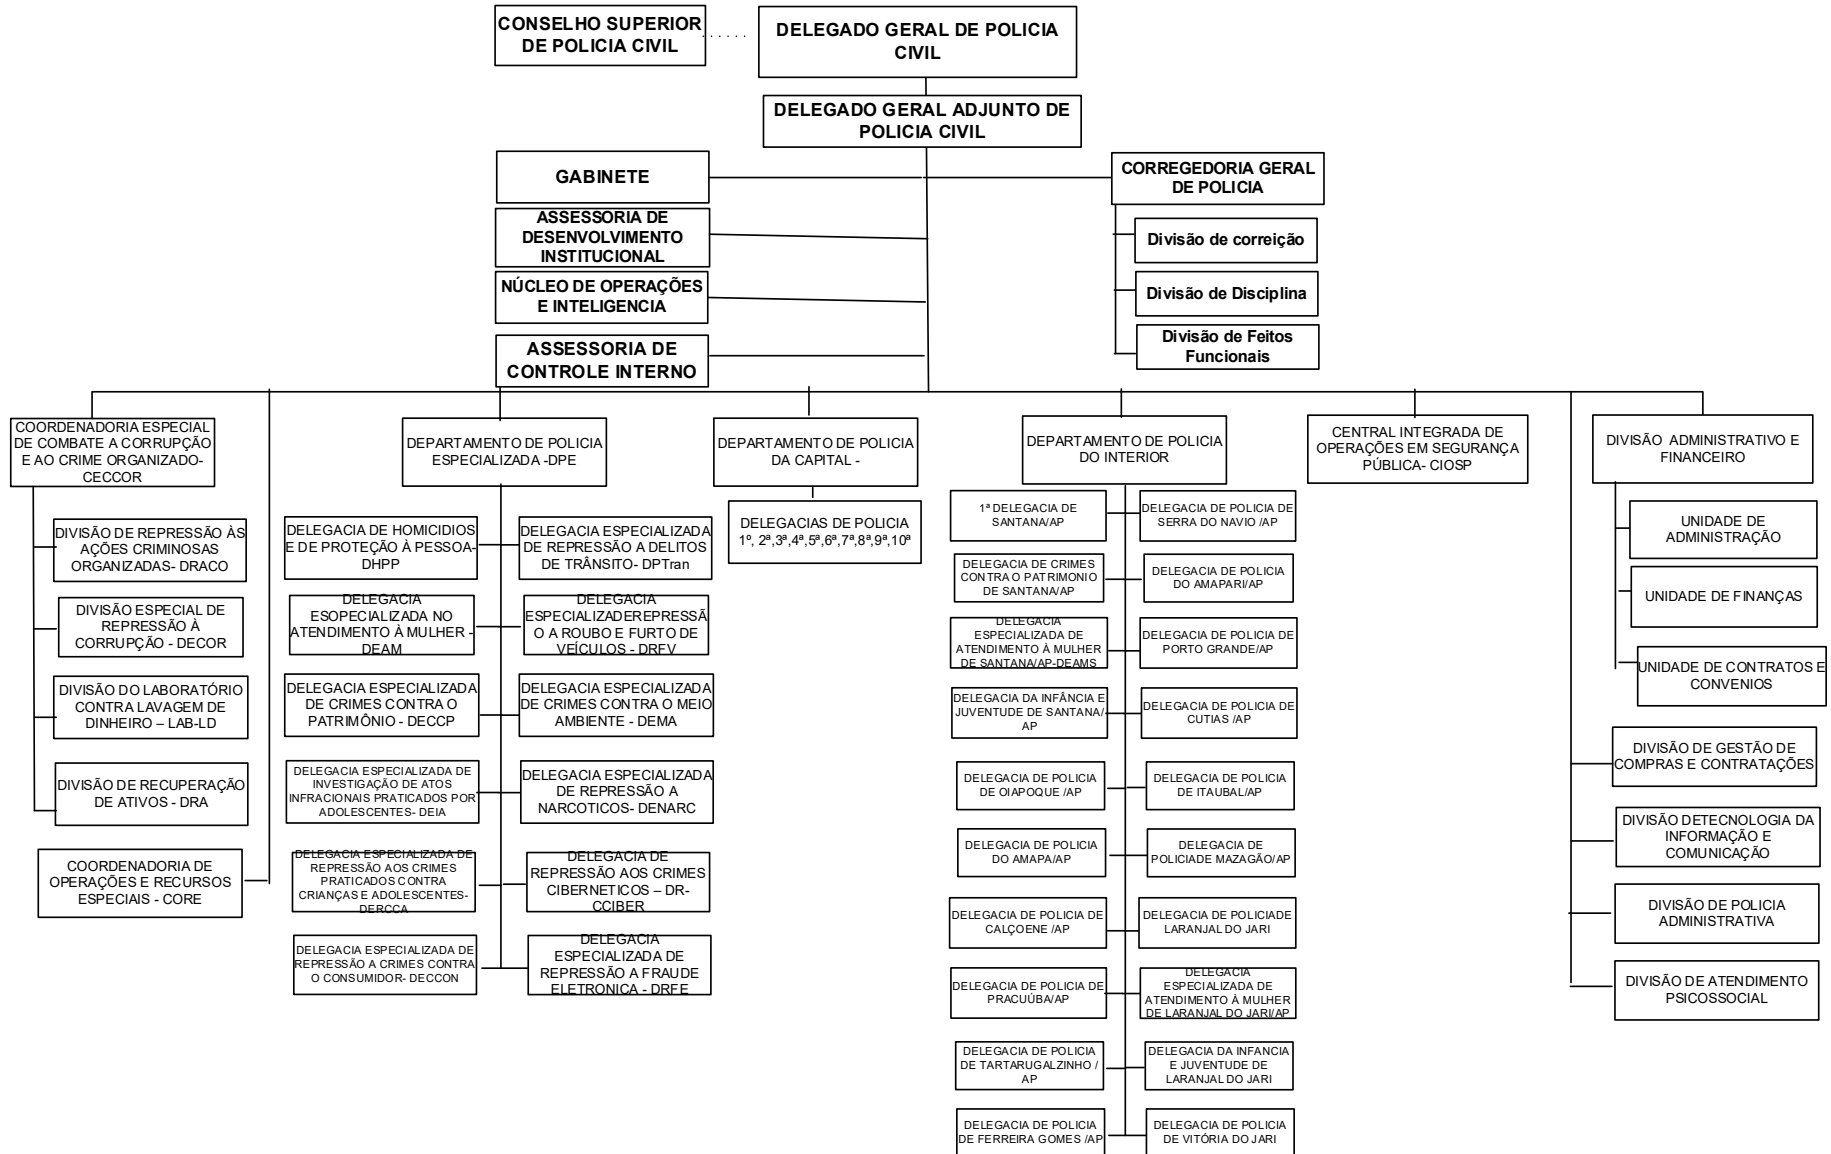 CONSELHO SUPERIOR
DE POLICIA CIVIL
. . . . . .
DELEGADO GERAL DE POLICIA
CIVIL
DELEGADO GERAL ADJUNTO DE
POLICIA CIVIL
GABINETE
CORREGEDORIA GERAL
DE POLICIA
ASSESSORIA DE
DESENVOLVIMENTO
INSTITUCIONAL
Divisão de correição
NÚCLEO DE OPERAÇÕES
E INTELIGENCIA
Divisão de Disciplina
ASSESSORIA DE
CONTROLE INTERNO
Divisão de Feitos
Funcionais
COORDENADORIA ESPECIAL
DE COMBATE A CORRUPÇÃO
E AO CRIME ORGANIZADO-
CECCOR
DIVISÃO DE REPRESSÃO ÀS
AÇÕES CRIMINOSAS
ORGANIZADAS- DRACO
DIVISÃO ESPECIAL DE
REPRESSÃO À
CORRUPÇÃO - DECOR
DIVISÃO DO LABORATÓRIO
CONTRA LAVAGEM DE
DINHEIRO – LAB-LD
DIVISÃO DE RECUPERAÇÃO
DE ATIVOS - DRA
COORDENADORIA DE
OPERAÇÕES E RECURSOS
ESPECIAIS - CORE
DEPARTAMENTO DE POLICIA
ESPECIALIZADA -DPE
DELEGACIA DE HOMICIDIOS
E DE PROTEÇÃO À PESSOA-
DHPP
DELEGACIA ESPECIALIZADA
DE REPRESSÃO A DELITOS
DE TRÂNSITO- DPTran
DELEGACIA
ESOPECIALIZADA NO
ATENDIMENTO À MULHER -
DEAM
DELEGACIA
ESPECIALIZADEREPRESSÃ
O A ROUBO E FURTO DE
VEÍCULOS - DRFV
DELEGACIA ESPECIALIZADA
DE CRIMES CONTRA O
PATRIMÔNIO - DECCP
DELEGACIA ESPECIALIZADA
DE CRIMES CONTRA O MEIO
AMBIENTE - DEMA
DELEGACIA ESPECIALIZADA DE
INVESTIGAÇÃO DE ATOS
INFRACIONAIS PRATICADOS POR
ADOLESCENTES- DEIA
DELEGACIA ESPECIALIZADA
DE REPRESSÃO A
NARCOTICOS- DENARC
DELEGACIA ESPECIALIZADA DE
REPRESSÃO AOS CRIMES
PRATICADOS CONTRA
CRIANÇAS E ADOLESCENTES-
DERCCA
DELEGACIA DE
REPRESSÃO AOS CRIMES
CIBERNETICOS – DR-
CCIBER
DELEGACIA ESPECIALIZADA DE
REPRESSÃO A CRIMES CONTRA
O CONSUMIDOR- DECCON
DELEGACIA
ESPECIALIZADA DE
REPRESSÃO A FRAUDE
ELETRONICA - DRFE
DEPARTAMENTO DE POLICIA
DA CAPITAL -
DELEGACIAS DE POLICIA
1º, 2ª,3ª,4ª,5ª,6ª,7ª,8ª,9ª,10ª
DEPARTAMENTO DE POLICIA
DO INTERIOR
1ª DELEGACIA DE
SANTANA/AP
DELEGACIA DE POLICIA DE
SERRA DO NAVIO /AP
DELEGACIA DE CRIMES
CONTRA O PATRIMONIO
DE SANTANA/AP
DELEGACIA DE POLICIA
DO AMAPARI/AP
DELEGACIA
ESPECIALIZADA DE
ATENDIMENTO À MULHER
DE SANTANA/AP-DEAMS
DELEGACIA DE POLICIA DE
PORTO GRANDE/AP
DELEGACIA DA INFÂNCIA E
JUVENTUDE DE SANTANA/
AP
DELEGACIA DE POLICIA DE
CUTIAS /AP
DELEGACIA DE POLICIA
DE OIAPOQUE /AP
DELEGACIA DE POLICIA
DE ITAUBAL/AP
DELEGACIA DE POLICIA
DO AMAPA/AP
DELEGACIA DE
POLICIADE MAZAGÃO/AP
DELEGACIA DE POLICIA DE
CALÇOENE /AP
DELEGACIA DE POLICIADE
LARANJAL DO JARI
DELEGACIA DE POLICIA DE
PRACUÚBA/AP
DELEGACIA
ESPECIALIZADA DE
ATENDIMENTO À MULHER
DE LARANJAL DO JARI/AP
DELEGACIA DE POLICIA
DE TARTARUGALZINHO /
AP
DELEGACIA DA INFANCIA
E JUVENTUDE DE
LARANJAL DO JARI
DELEGACIA DE POLICIA
DE FERREIRA GOMES /AP
DELEGACIA DE POLICIA
DE VITÓRIA DO JARI
CENTRAL INTEGRADA DE
OPERAÇÕES EM SEGURANÇA
PÚBLICA- CIOSP
DIVISÃO ADMINISTRATIVO E
FINANCEIRO
UNIDADE DE
ADMINISTRAÇÃO
UNIDADE DE FINANÇAS
UNIDADE DE CONTRATOS E
CONVENIOS
DIVISÃO DE GESTÃO DE
COMPRAS E CONTRATAÇÕES
DIVISÃO DETECNOLOGIA DA
INFORMAÇÃO E
COMUNICAÇÃO
DIVISÃO DE POLICIA
ADMINISTRATIVA
DIVISÃO DE ATENDIMENTO
PSICOSSOCIAL